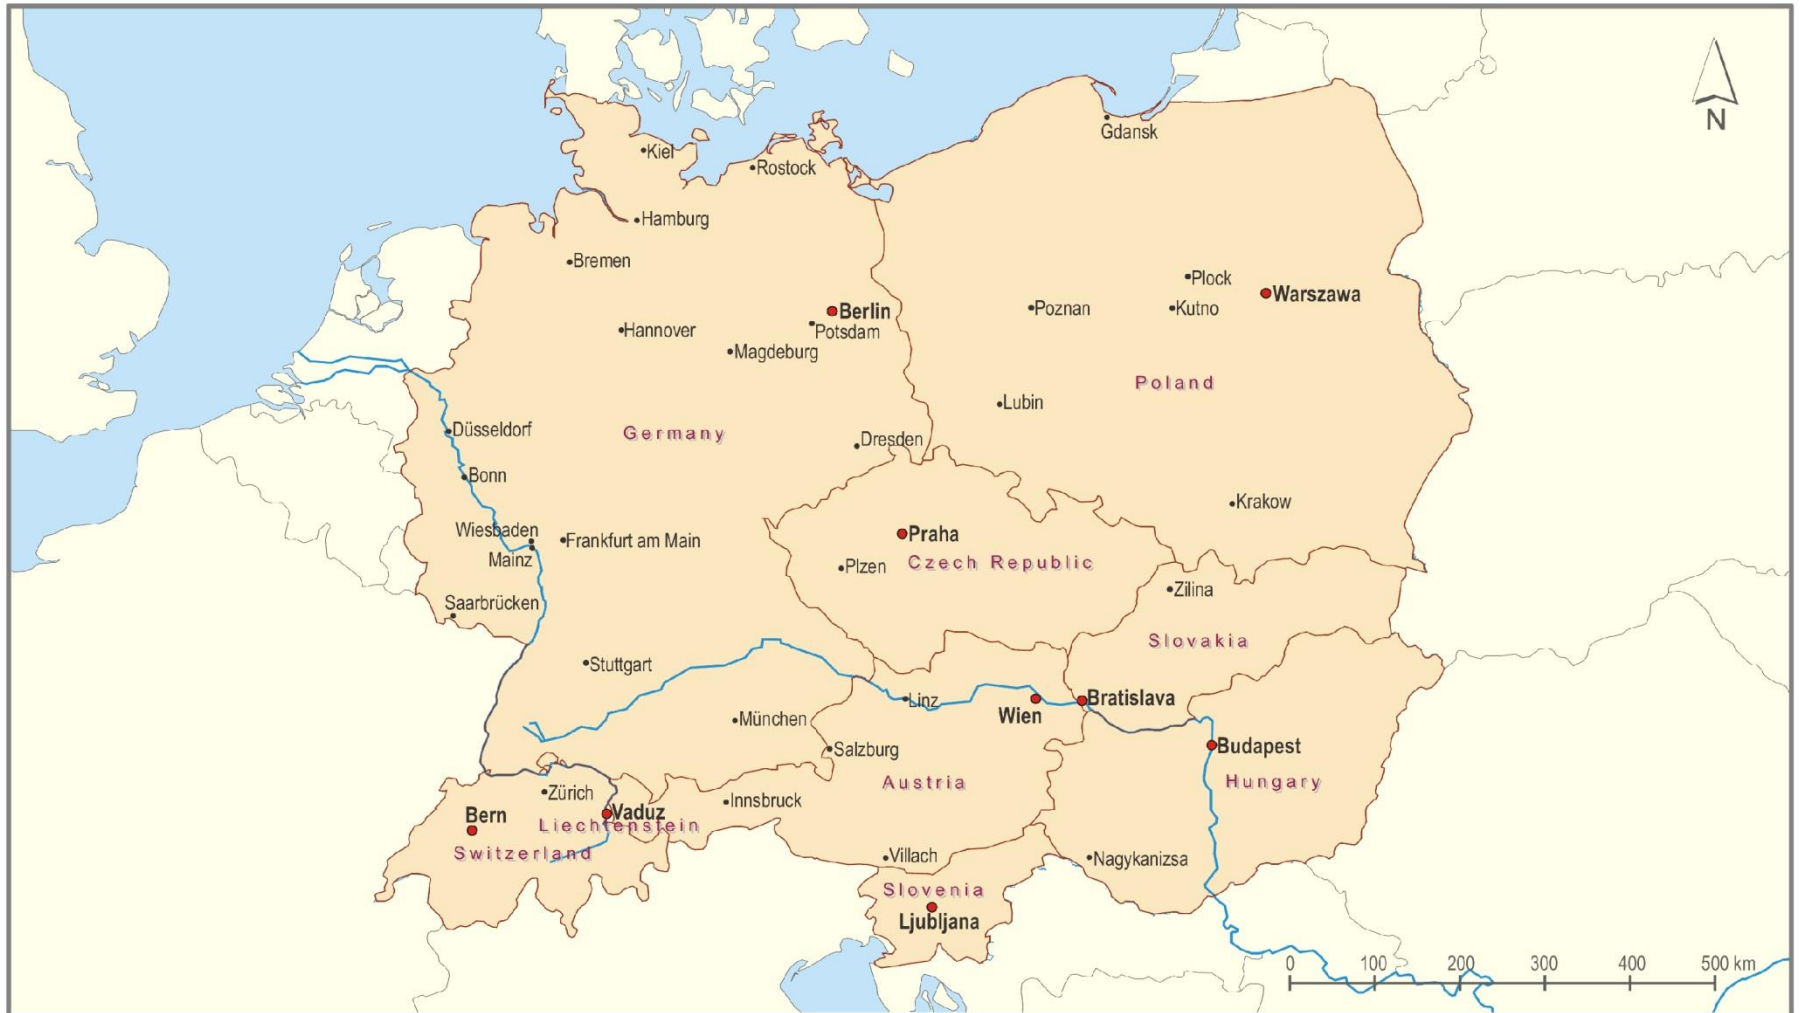 N
Gdansk
Kiel
Rostock
Hamburg
Bremen
Plock
Warszawa
Berlin
Poznan
Kutno
Hannover
Potsdam
Magdeburg
Poland
Lubin
Düsseldorf
Germany
Dresden
Bonn
Krakow
Wiesbaden
Frankfurt am Main
Praha
Mainz
Plzen
Czech Republic
Zilina
Saarbrücken
Slovakia
Stuttgart
Linz
Bratislava
Wien
München
Salzburg
Budapest
Austria
Hungary
Zürich
Innsbruck
Vaduz
Bern
Liechtenstein
Switzerland
Villach
Nagykanizsa
Slovenia
Ljubljana
0 100 200 300 400 500 km